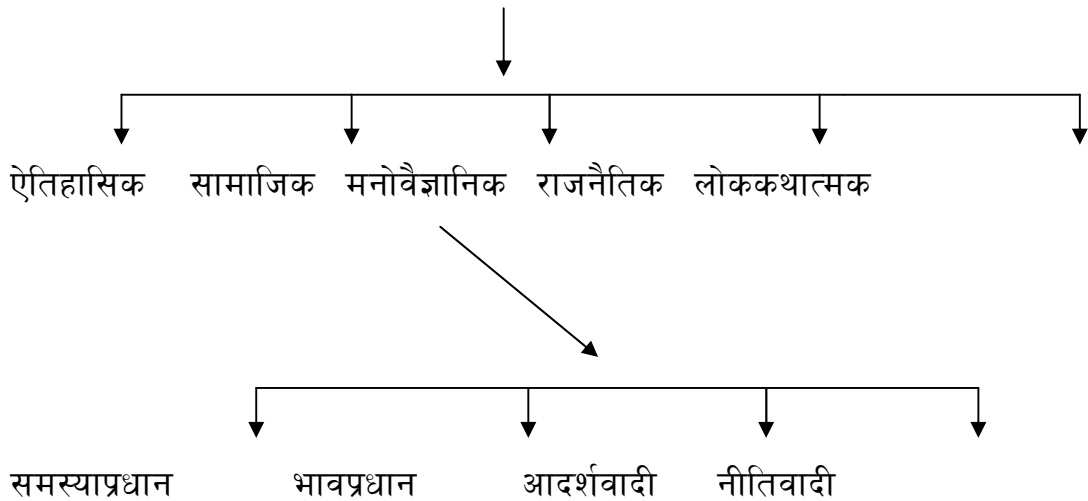 ऐतिहासिक सामाजिक मनोवैज्ञानिक राजनैतिक लोककथात्मक
समस्याप्रधान भावप्रधान आदर्शवादी नीतिवादी